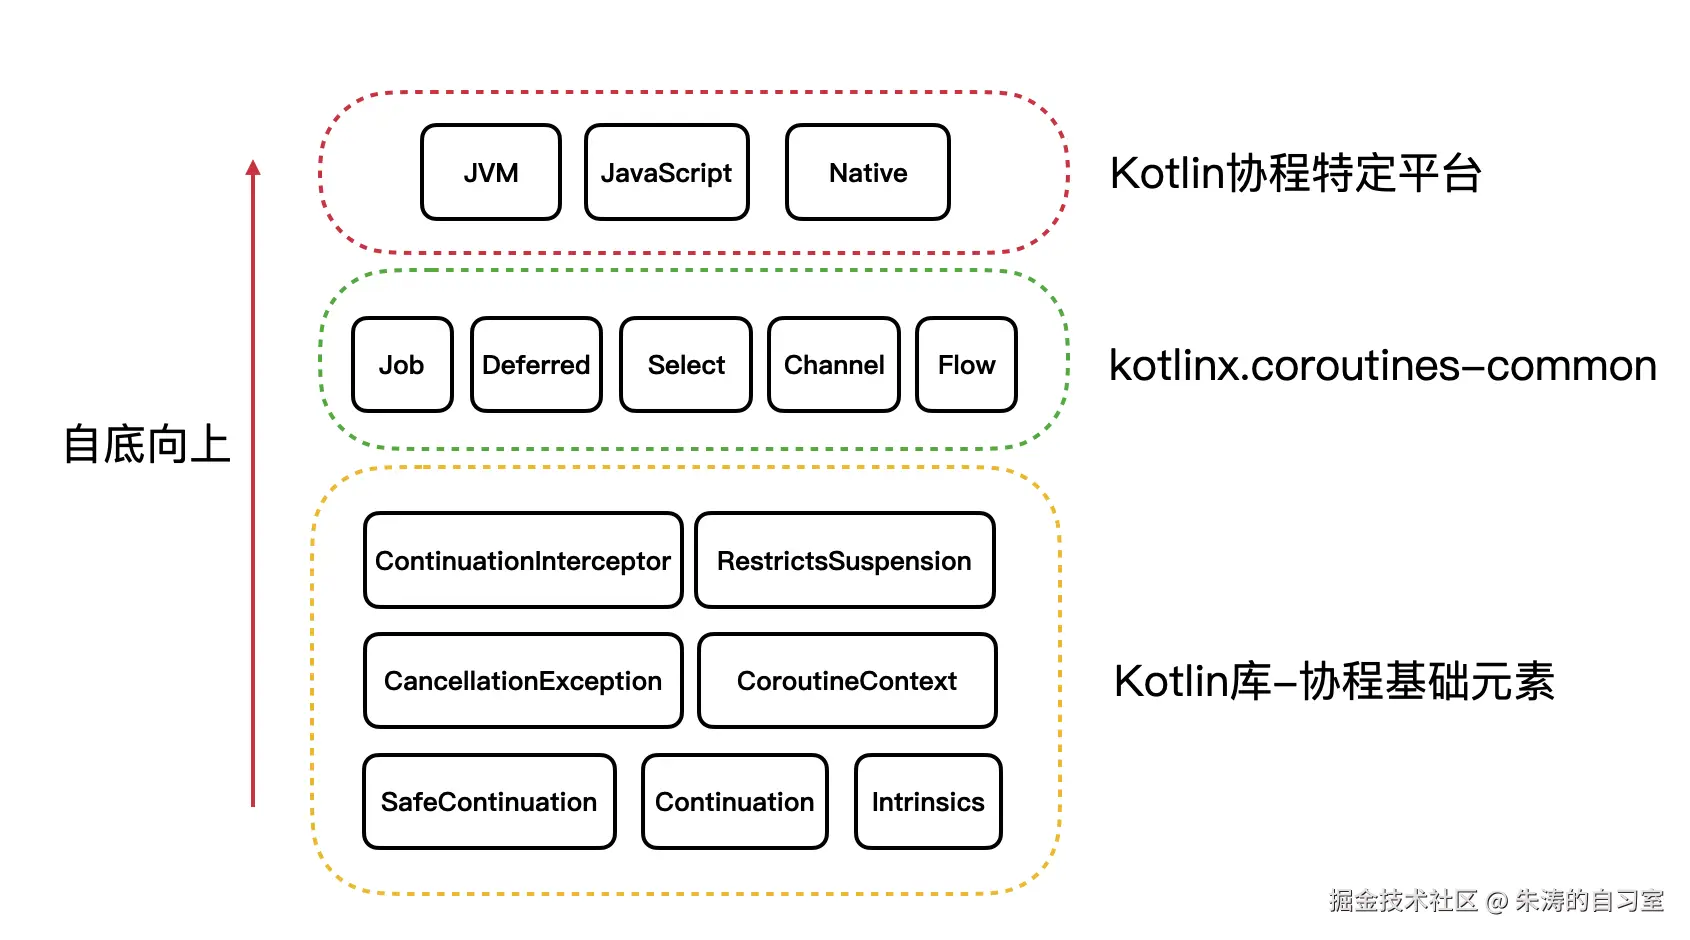 JVM
JavaScript
Native
Kotlin协程特定平台
Job
Deferred
Select
Channel
Flow
kotlinx.coroutines-common
自底向上
ContinuationInterceptor
RestrictsSuspension
CancellationException
CoroutineContext
Kotlin库-协程基础元素
SafeContinuation
Continuation
Intrinsics
掘金技术社区 @ 朱涛的自习室